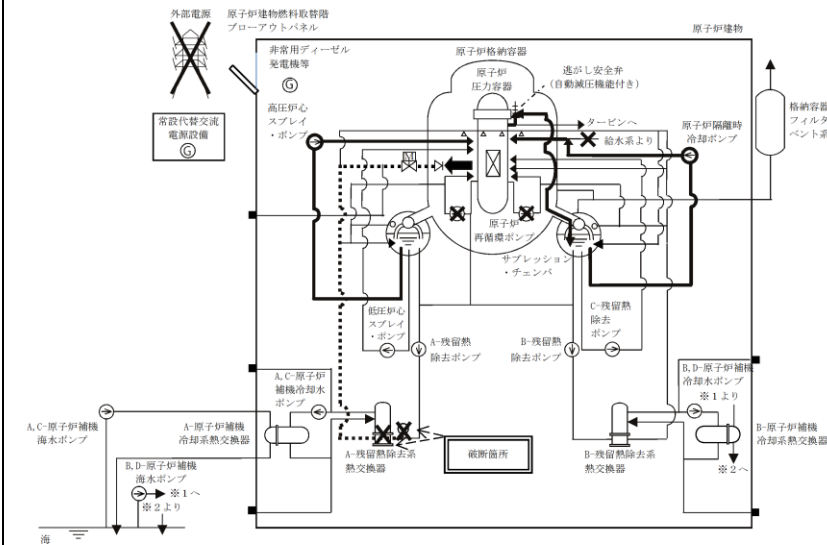 外部電源
原子炉建物燃料取替階
ブローアウトパネル
原子炉建物
非常用ディーゼル
発電機等
G
原子炉格納容器
原子炉
圧力容器
逃がし安全弁
(自動減圧機能付き)
常設代替交流
電源設備
G
高圧炉心
スプレイ
・ポンプ
タービンへ
給水系より
原子炉隔離時
冷却ポンプ
格納容器
フィルタ
ベント系
M
原子炉
再循環ポンプ
サプレッション
・チェンバ
低圧炉心
スプレイ
・ポンプ
A-残留熱
除去ポンプ
B-残留熱
除去ポンプ
C-残留熱
除去
ポンプ
A,C-原子炉
補機冷却水
ポンプ
B,D-原子炉補機
冷却水ポンプ
※1より
A,C-原子炉補機
海水ポンプ
A-原子炉補機
冷却系熱交換器
A-残留熱除去系
熱交換器
破断箇所
B-残留熱除去系
熱交換器
B-原子炉補機
冷却系熱交換器
※2へ
B,D-原子炉補機
海水ポンプ
※1へ
※2より
海